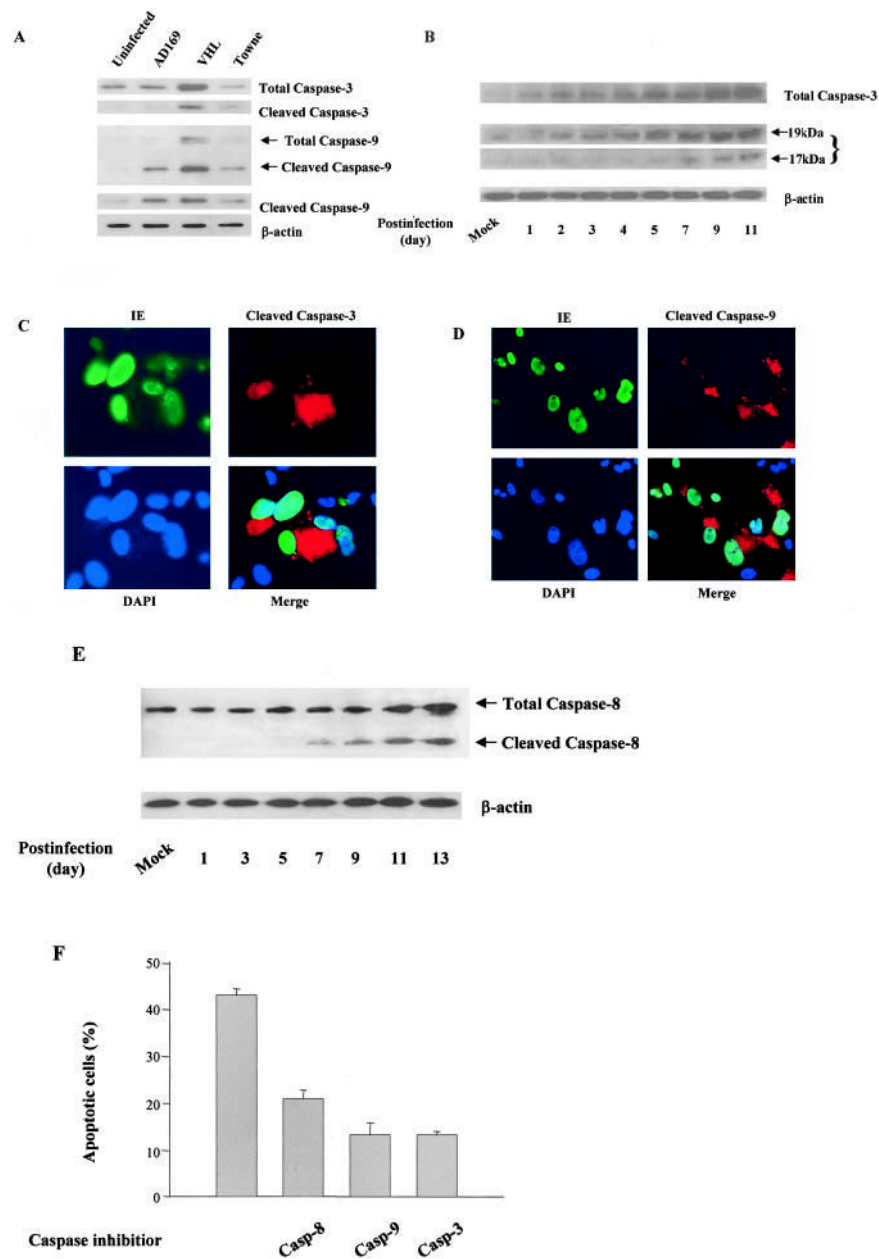 A
Uninfected
AD169
VHL
Towne
Total Caspase-3
Cleaved Caspase-3
Total Caspase-9
Cleaved Caspase-9
Cleaved Caspase-9
β-actin
B
Total Caspase-3
19kDa
17kDa
}
β-actin
Postinfection
(day)
Mock 1 2 3 4 5 7 9 11
C
IE
Cleaved Caspase-3
DAPI
Merge
D
IE
Cleaved Caspase-9
DAPI
Merge
E
Total Caspase-8
Cleaved Caspase-8
β-actin
Postinfection
(day)
Mock 1 3 5 7 9 11 13
F
50
40
30
20
10
0
Apoptotic cells (%)
Caspase inhibitior
Casp-8
Casp-9
Casp-3